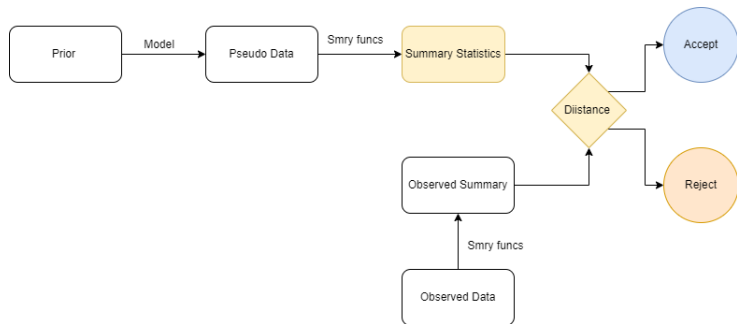 Prior
Model
Pseudo Data
Smry funcs
Summary Statistics
Diistance
Accept
Reject
Observed Summary
Smry funcs
Observed Data